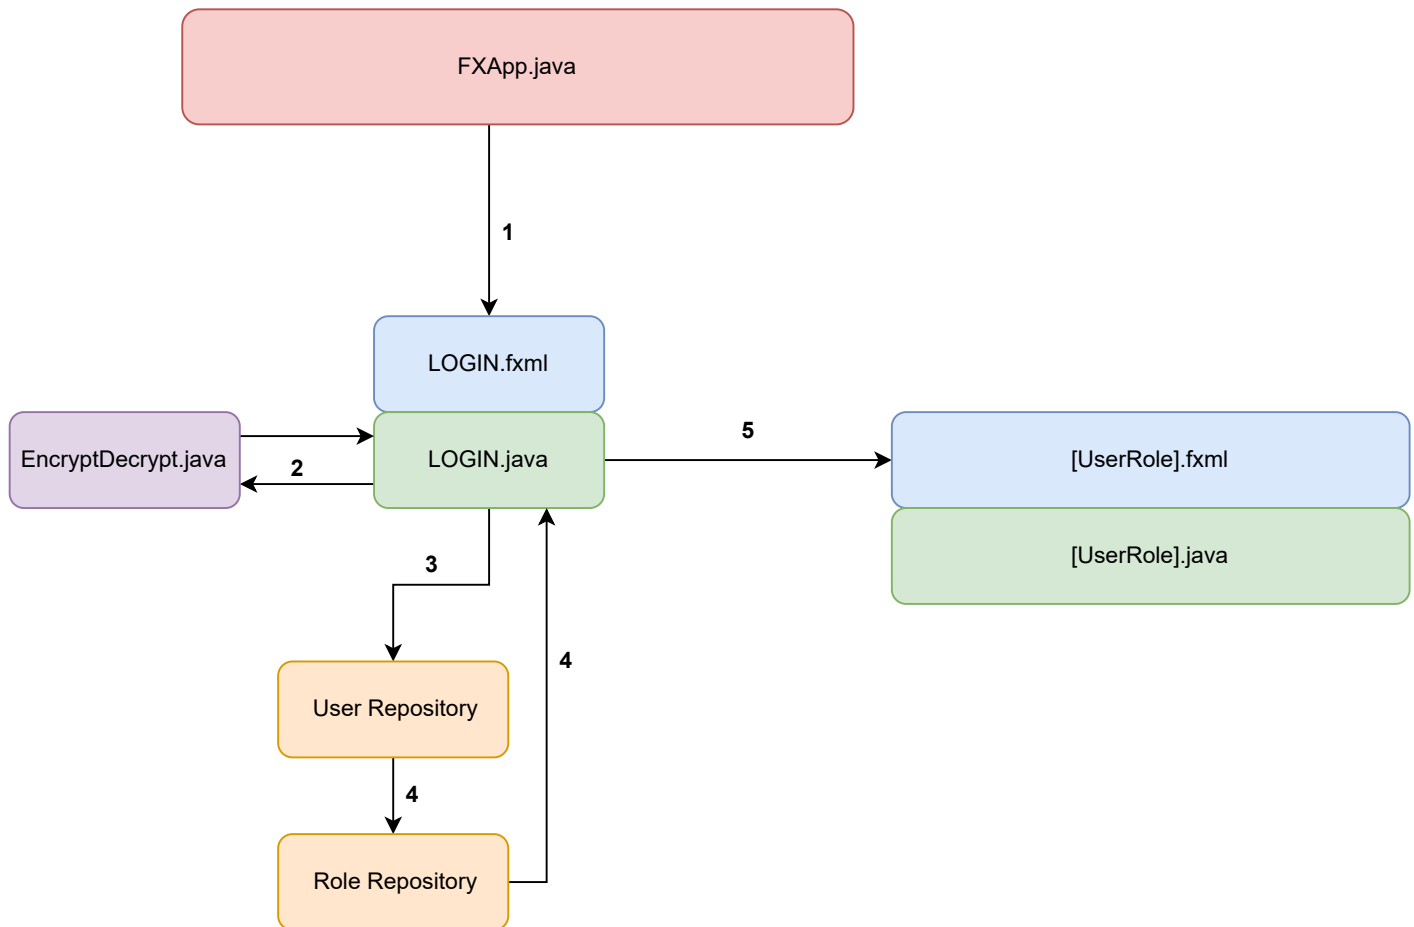 FXApp.java
1
LOGIN.fxml
EncryptDecrypt.java
2
LOGIN.java
5
[UserRole].fxml
[UserRole].java
3
4
User Repository
4
Role Repository